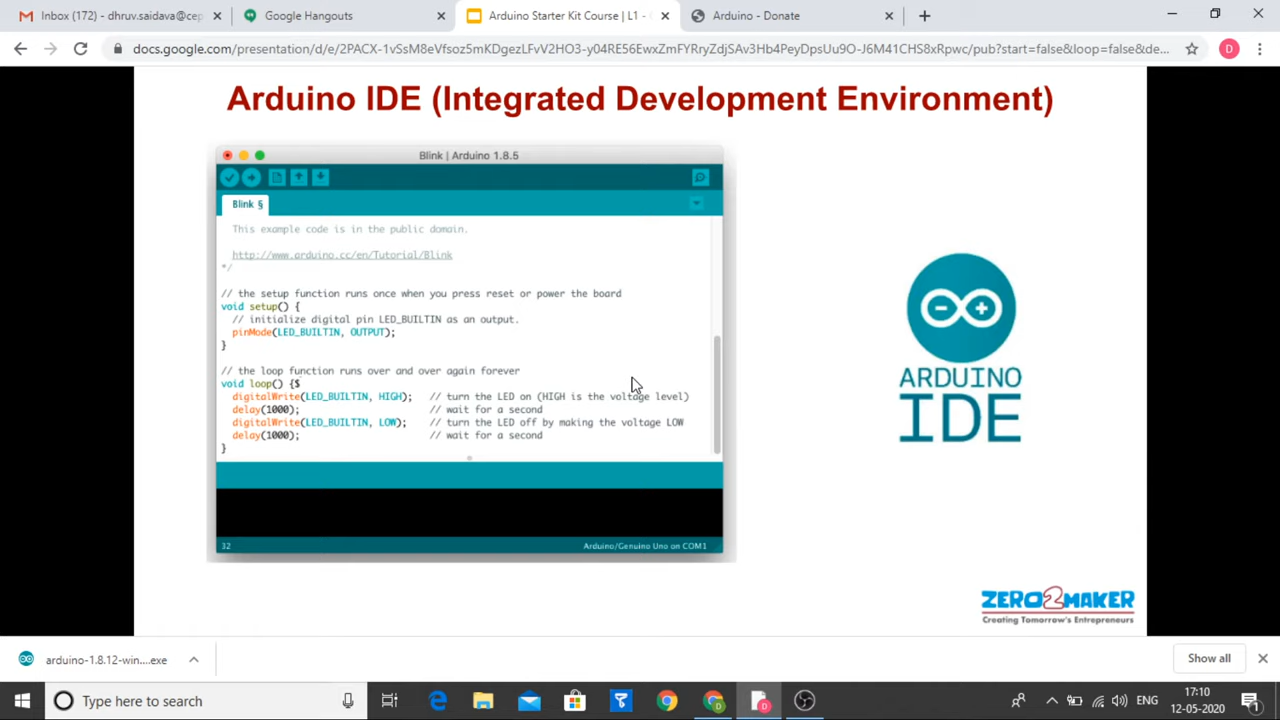 Inbox (172) - dhruv.saidava@cep
Google Hangouts
Arduino Starter Kit Course | L1 -
Arduino - Donate
docs.google.com/presentation/d/e/2PACX-1vSsM8eVfsoz5mKDgezLFvV2HO3-y04RE56EwxZmFYRryZdjSAv3Hb4PeyDpsUu9O-J6M41CHS8xRpwc/pub?start=false&loop=false&de...
D
Arduino IDE (Integrated Development Environment)
Blink | Arduino 1.8.5
Blink §
This example code is in the public domain.
http://www.arduino.cc/en/Tutorial/Blink
*/
// the setup function runs once when you press reset or power the board
void setup() {
// initialize digital pin LED_BUILTIN as an output.
pinMode(LED_BUILTIN, OUTPUT);
}
// the loop function runs over and over again forever
void loop() {$
digitalWrite(LED_BUILTIN, HIGH); // turn the LED on (HIGH is the voltage level)
delay(1000); // wait for a second
digitalWrite(LED_BUILTIN, LOW); // turn the LED off by making the voltage LOW
delay(1000); // wait for a second
}
32
Arduino/Genuino Uno on COM1
ARDUINO
IDE
ZERO2MAKER
Creating Tomorrow's Entrepreneurs
arduino-1.8.12-win....exe
Show all
Type here to search
ENG
17:10
12-05-2020